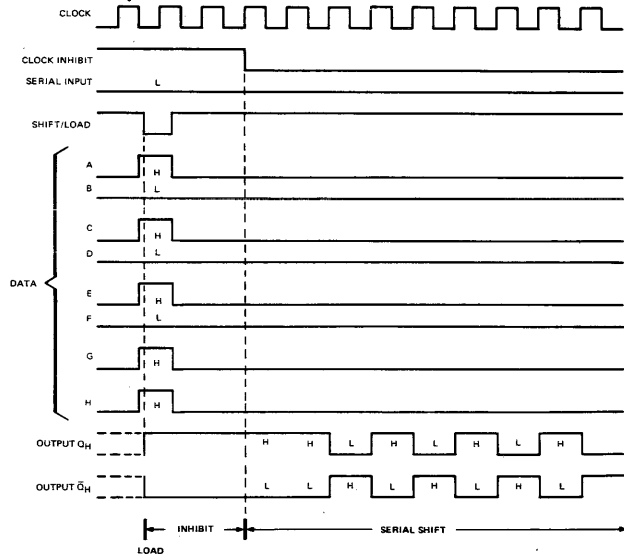 CLOCK
CLOCK INHIBIT
SERIAL INPUT L
SHIFT/LOAD
A H
B L
C H
D L
DATA
E H
F L
G H
H H
OUTPUT QH H H L H L H L H
OUTPUT Q̅H L L H L H L H L
INHIBIT SERIAL SHIFT
LOAD